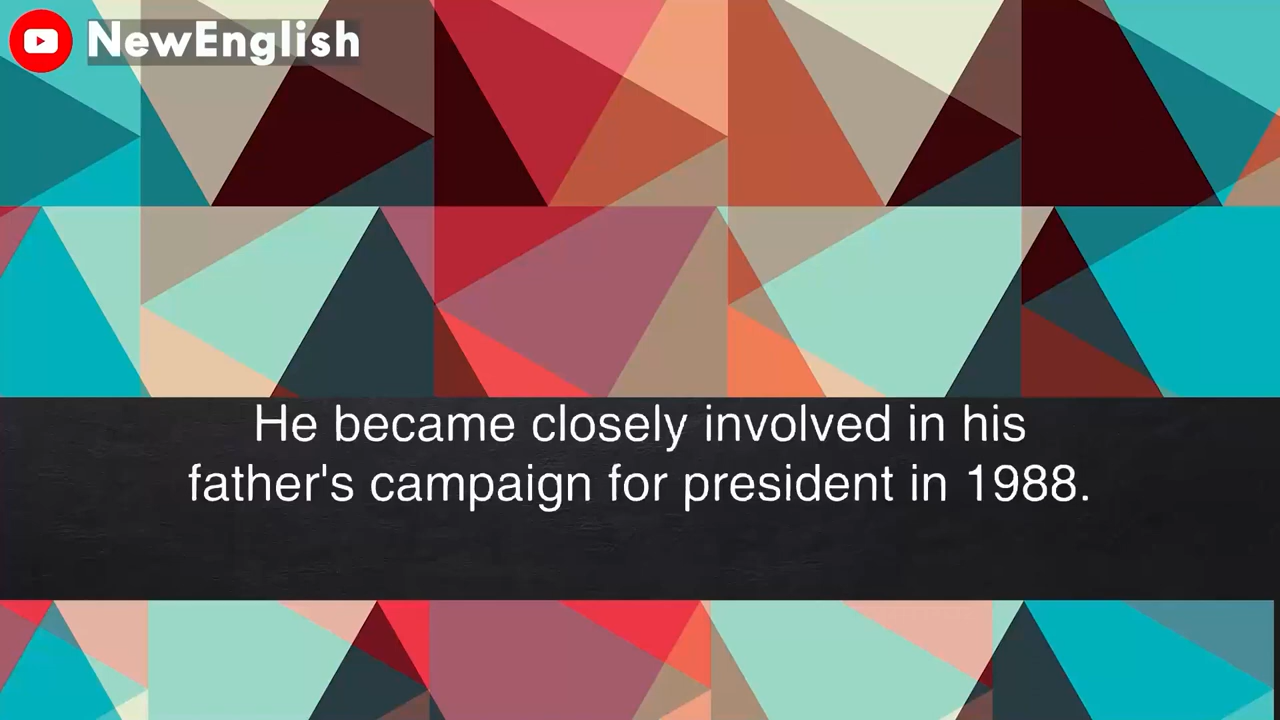 NewEnglish
He became closely involved in his
father's campaign for president in 1988.